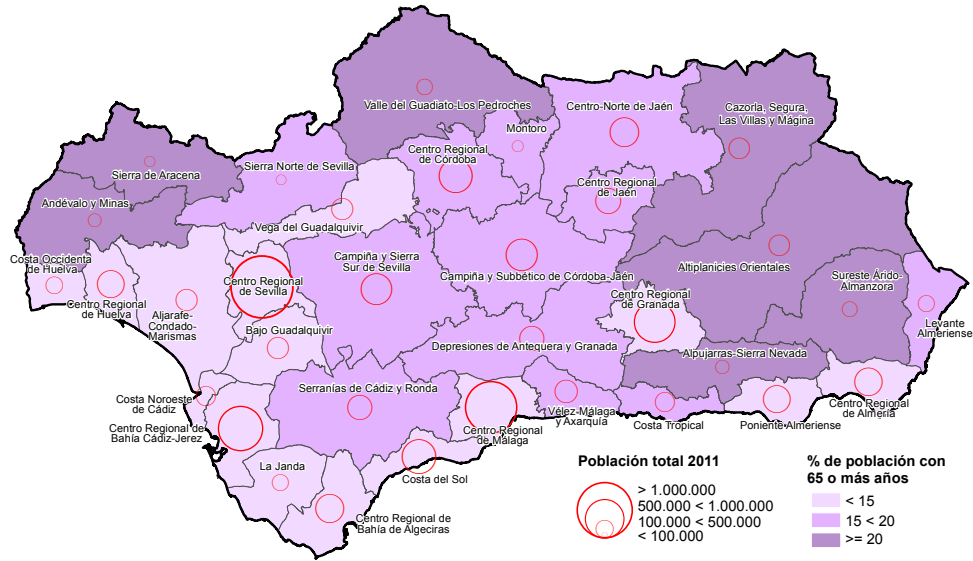 Valle del Guadiato-Los Pedroches
Centro-Norte de Jaén
Cazorla, Segura,
Las Villas y Mágina
Montoro
Centro Regional
de Córdoba
Sierra Norte de Sevilla
Sierra de Aracena
Centro Regional
de Jaén
Andévalo y Minas
Vega del Guadalquivir
Costa Occidenta
de Huelva
Centro Regional
de Huelva
Aljarafe-
Condado-
Marismas
Centro Regional
de Sevilla
Campiña y Sierra
Sur de Sevilla
Campiña y Subbético de Córdoba-Jaén
Altiplanicies Orientales
Sureste Árido-
Almanzora
Centro Regional
de Granada
Levante
Almeriense
Bajo Guadalquivir
Depresiones de Antequera y Granada
Alpujarras-Sierra Nevada
Serranías de Cádiz y Ronda
Costa Noroeste
de Cádiz
Centro Regional de
Bahía Cádiz-Jerez
Centro Regional
de Málaga
Vélez-Málaga
y Axarquía
Costa Tropical
Poniente Almeriense
Centro Regional
de Almería
La Janda
Costa del Sol
Centro Regional de
Bahía de Algeciras
Población total 2011
> 1.000.000
500.000 < 1.000.000
100.000 < 500.000
< 100.000
% de población con
65 o más años
< 15
15 < 20
>= 20